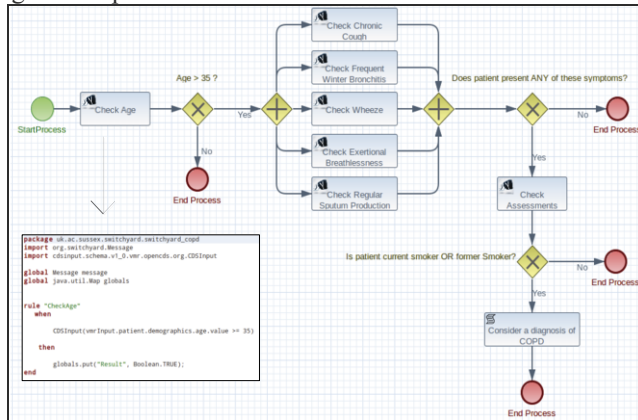 Check Chronic
Cough
Age > 35 ?
Check Frequent
Winter Bronchitis
Does patient present ANY of these symptoms?
Check Age
Yes
Check Wheeze
No
StartProcess
End Process
No
Check Exertional
Breathlessness
Yes
End Process
Check Regular
Sputum Production
Check
Assessments
package uk.ac.sussex.switchyard.switchyard_copd
import org.switchyard.Message
import cdsinput.schema.v1_0.vmr.opencds.org.CDSInput
global Message message
global java.util.Map globals
rule "CheckAge"
when
CDSInput(vmrInput.patient.demographics.age.value >= 35)
then
globals.put("Result", Boolean.TRUE);
end
Is patient current smoker OR former Smoker?
No
End Process
Yes
Consider a diagnosis of
COPD
End Process